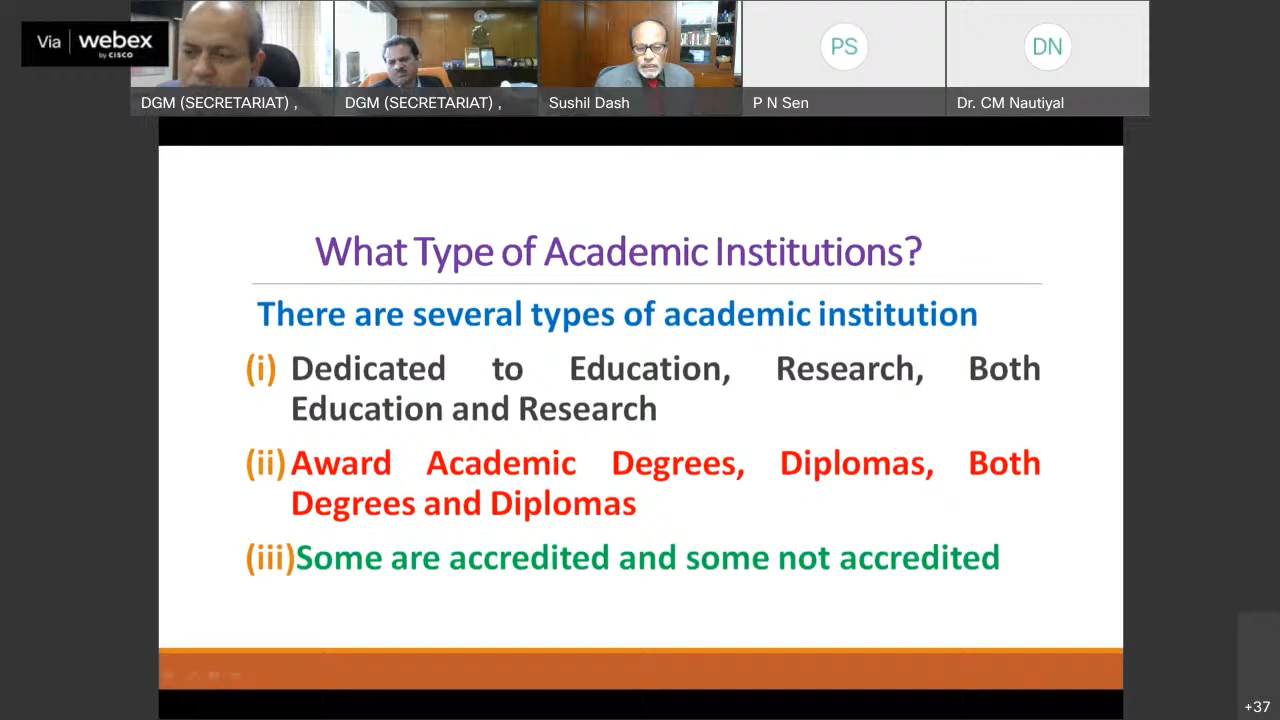 Via webex
by CISCO
DGM (SECRETARIAT) ,
DGM (SECRETARIAT) ,
Sushil Dash
PS
P N Sen
DN
Dr. CM Nautiyal
What Type of Academic Institutions?
There are several types of academic institution
(i) Dedicated to Education, Research, Both
Education and Research
(ii) Award Academic Degrees, Diplomas, Both
Degrees and Diplomas
(iii)Some are accredited and some not accredited
+37